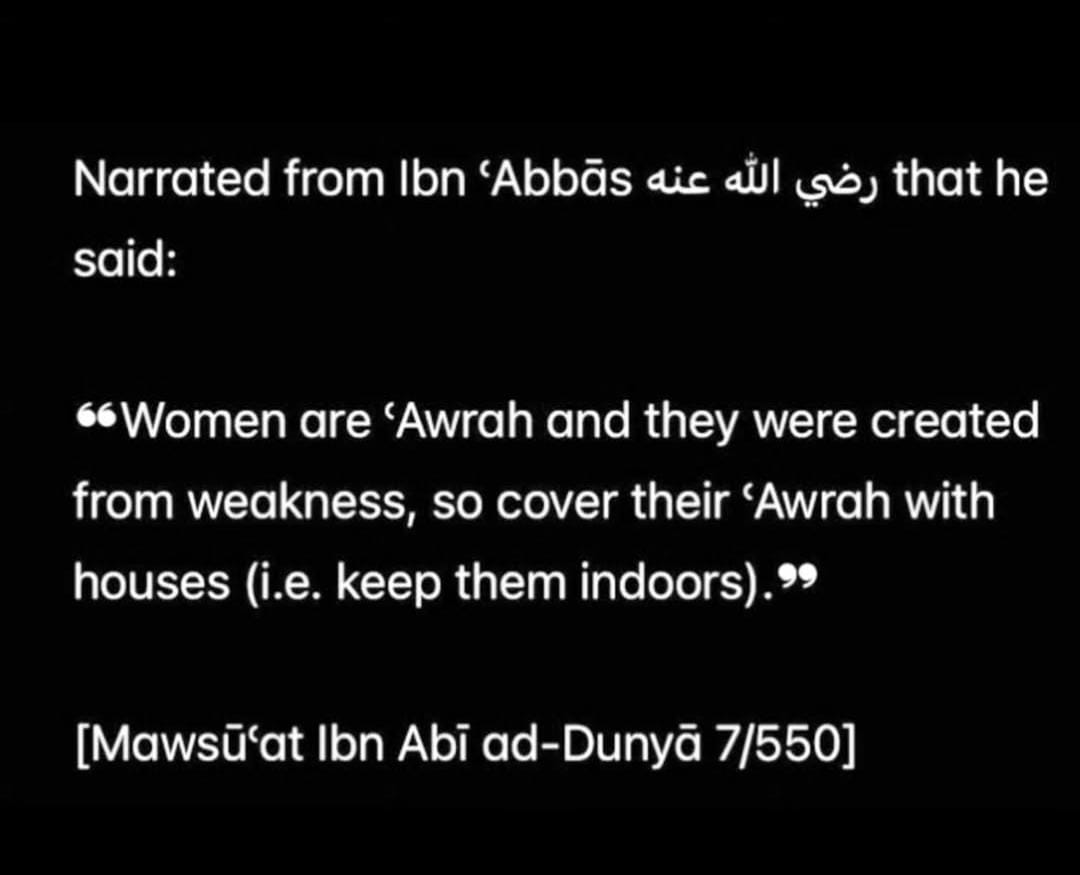 Narrated from Ibn ʿAbbās رضي الله عنه that he
said:
❝Women are ʿAwrah and they were created
from weakness, so cover their ʿAwrah with
houses (i.e. keep them indoors).❞
[Mawsūʿat Ibn Abī ad-Dunyā 7/550]